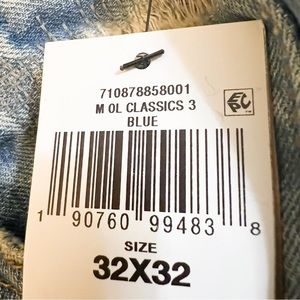 710878858001
M OL CLASSICS 3
BLUE
1 90760 99483 8
SIZE
32X32